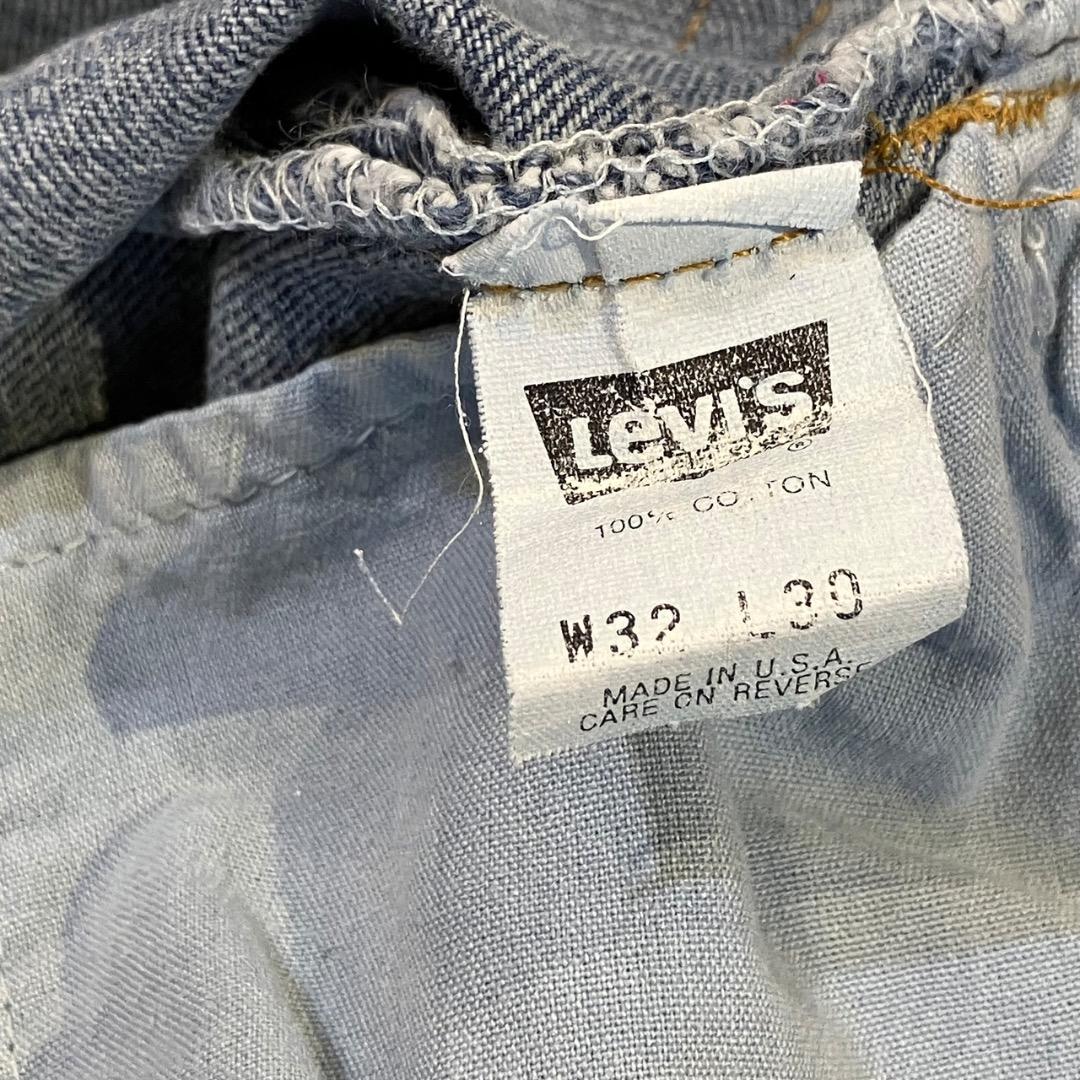 Levi's
®
100% COTTON
W32 L30
MADE IN U.S.A.
CARE ON REVERSE